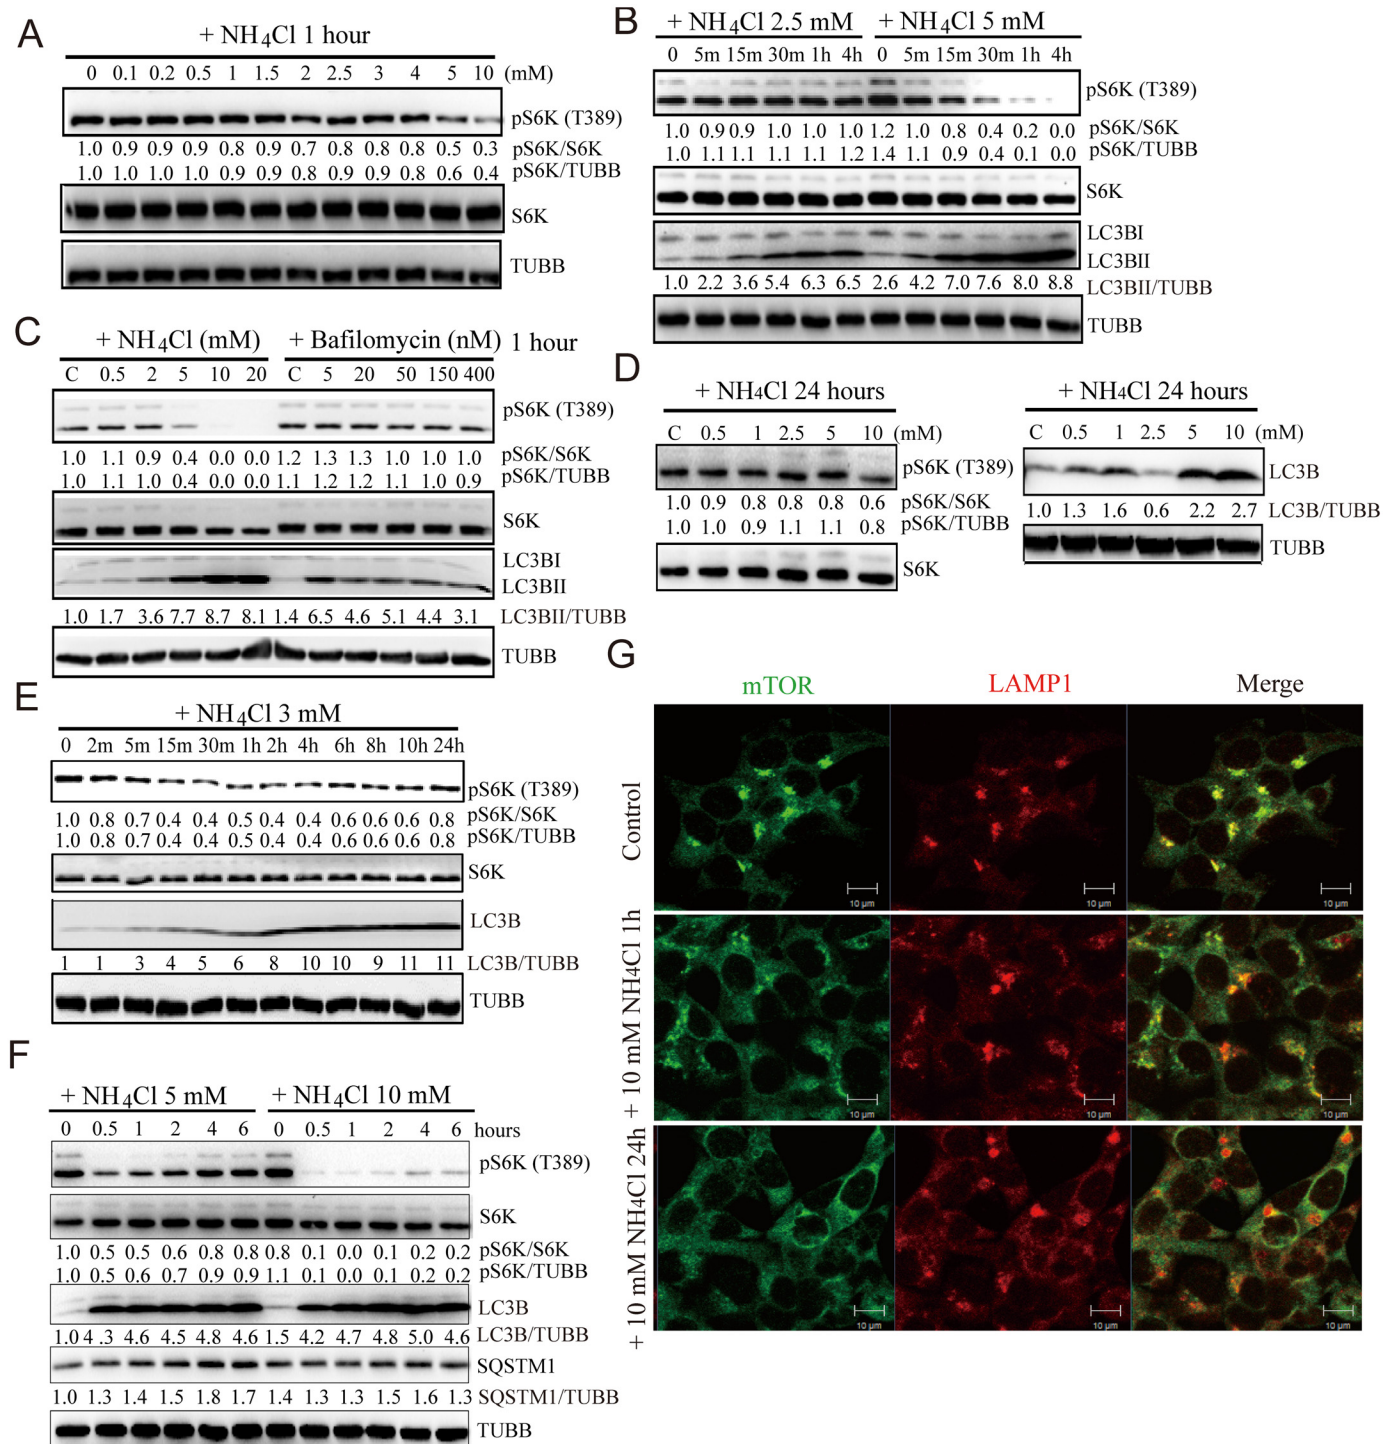 A
+ NH4Cl 1 hour
0 0.1 0.2 0.5 1 1.5 2 2.5 3 4 5 10 (mM)
pS6K (T389)
1.0 0.9 0.9 0.9 0.8 0.9 0.7 0.8 0.8 0.8 0.5 0.3 pS6K/S6K
1.0 1.0 1.0 1.0 0.9 0.9 0.8 0.9 0.9 0.8 0.6 0.4 pS6K/TUBB
S6K
TUBB
B
+ NH4Cl 2.5 mM + NH4Cl 5 mM
0 5m 15m 30m 1h 4h 0 5m 15m 30m 1h 4h
pS6K (T389)
1.0 0.9 0.9 1.0 1.0 1.0 1.2 1.0 0.8 0.4 0.2 0.0 pS6K/S6K
1.0 1.1 1.1 1.1 1.1 1.2 1.4 1.1 0.9 0.4 0.1 0.0 pS6K/TUBB
S6K
LC3BI
LC3BII
1.0 2.2 3.6 5.4 6.3 6.5 2.6 4.2 7.0 7.6 8.0 8.8 LC3BII/TUBB
TUBB
C
+ NH4Cl (mM) + Bafilomycin (nM) 1 hour
C 0.5 2 5 10 20 C 5 20 50 150 400
pS6K (T389)
1.0 1.1 0.9 0.4 0.0 0.0 1.2 1.3 1.3 1.0 1.0 1.0 pS6K/S6K
1.0 1.1 1.0 0.4 0.0 0.0 1.1 1.2 1.2 1.1 1.0 0.9 pS6K/TUBB
S6K
LC3BI
LC3BII
1.0 1.7 3.6 7.7 8.7 8.1 1.4 6.5 4.6 5.1 4.4 3.1 LC3BII/TUBB
TUBB
D
+ NH4Cl 24 hours
C 0.5 1 2.5 5 10 (mM)
pS6K (T389)
1.0 0.9 0.8 0.8 0.8 0.6 pS6K/S6K
1.0 1.0 0.9 1.1 1.1 0.8 pS6K/TUBB
S6K
+ NH4Cl 24 hours
C 0.5 1 2.5 5 10 (mM)
LC3B
1.0 1.3 1.6 0.6 2.2 2.7 LC3B/TUBB
TUBB
E
+ NH4Cl 3 mM
0 2m 5m 15m 30m 1h 2h 4h 6h 8h 10h 24h
pS6K (T389)
1.0 0.8 0.7 0.4 0.4 0.5 0.4 0.4 0.6 0.6 0.6 0.8 pS6K/S6K
1.0 0.8 0.7 0.4 0.4 0.5 0.4 0.4 0.6 0.6 0.6 0.8 pS6K/TUBB
S6K
LC3B
1 1 3 4 5 6 8 10 10 9 11 11 LC3B/TUBB
TUBB
F
+ NH4Cl 5 mM + NH4Cl 10 mM
0 0.5 1 2 4 6 0 0.5 1 2 4 6 hours
pS6K (T389)
S6K
1.0 0.5 0.5 0.6 0.8 0.8 0.8 0.1 0.0 0.1 0.2 0.2 pS6K/S6K
1.0 0.5 0.6 0.7 0.9 0.9 1.1 0.1 0.0 0.1 0.2 0.2 pS6K/TUBB
LC3B
1.0 4.3 4.6 4.5 4.8 4.6 1.5 4.2 4.7 4.8 5.0 4.6 LC3B/TUBB
SQSTM1
1.0 1.3 1.4 1.5 1.8 1.7 1.4 1.3 1.3 1.5 1.6 1.3 SQSTM1/TUBB
TUBB
G
mTOR LAMP1 Merge
Control
10 µm 10 µm 10 µm
+ 10 mM NH4Cl 1h
10 µm 10 µm 10 µm
+ 10 mM NH4Cl 24h
10 µm 10 µm 10 µm